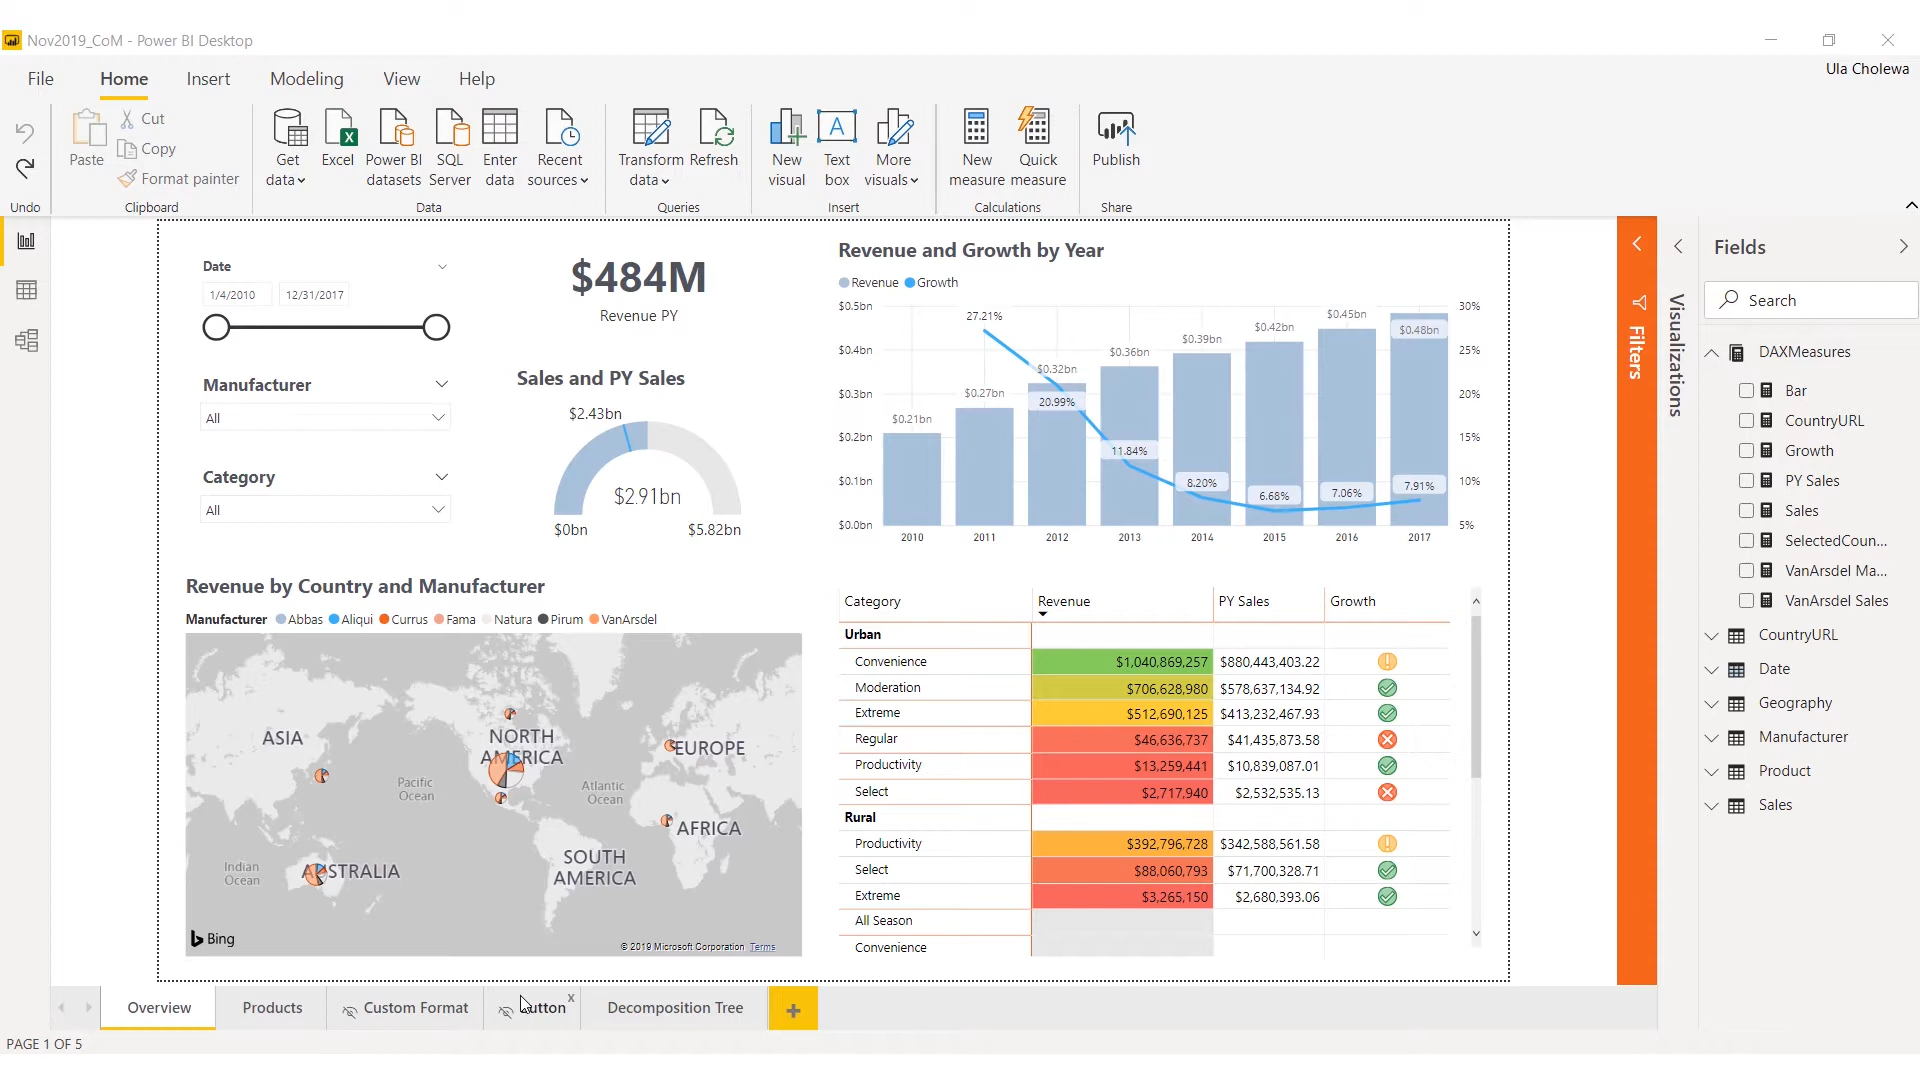 Nov2019_CoM - Power BI Desktop
Ula Cholewa
File Home Insert Modeling View Help
Undo
Paste
Cut
Copy
Format painter
Clipboard
Get data
Excel
Power BI datasets
SQL Server
Enter data
Recent sources
Data
Transform data
Refresh
Queries
New visual
Text box
More visuals
Insert
New measure
Quick measure
Calculations
Publish
Share
Date
1/4/2010 12/31/2017
Manufacturer
All
Category
All
$484M
Revenue PY
Sales and PY Sales
$2.43bn
$2.91bn
$0bn $5.82bn
Revenue and Growth by Year
Revenue Growth
$0.5bn
$0.4bn
$0.3bn
$0.2bn
$0.1bn
$0.0bn
$0.21bn $0.27bn $0.32bn $0.36bn $0.39bn $0.42bn $0.45bn $0.48bn
27.21% 20.99% 11.84% 8.20% 6.68% 7.06% 7.91%
30%
25%
20%
15%
10%
5%
2010 2011 2012 2013 2014 2015 2016 2017
Revenue by Country and Manufacturer
Manufacturer Abbas Aliqui Currus Fama Natura Pirum VanArsdel
ASIA
NORTH AMERICA
EUROPE
Pacific Ocean
Atlantic Ocean
AFRICA
SOUTH AMERICA
Indian Ocean
AUSTRALIA
Bing
© 2019 Microsoft Corporation Terms
Category Revenue PY Sales Growth
Urban
Convenience $1,040,869,257 $880,443,403.22
Moderation $706,628,980 $578,637,134.92
Extreme $512,690,125 $413,232,467.93
Regular $46,636,737 $41,435,873.58
Productivity $13,259,441 $10,839,087.01
Select $2,717,940 $2,532,535.13
Rural
Productivity $392,796,728 $342,588,561.58
Select $88,060,793 $71,700,328.71
Extreme $3,265,150 $2,680,393.06
All Season
Convenience
Filters
Visualizations
Fields
Search
DAXMeasures
Bar
CountryURL
Growth
PY Sales
Sales
SelectedCoun...
VanArsdel Ma...
VanArsdel Sales
CountryURL
Date
Geography
Manufacturer
Product
Sales
Overview Products Custom Format Button x Decomposition Tree +
PAGE 1 OF 5